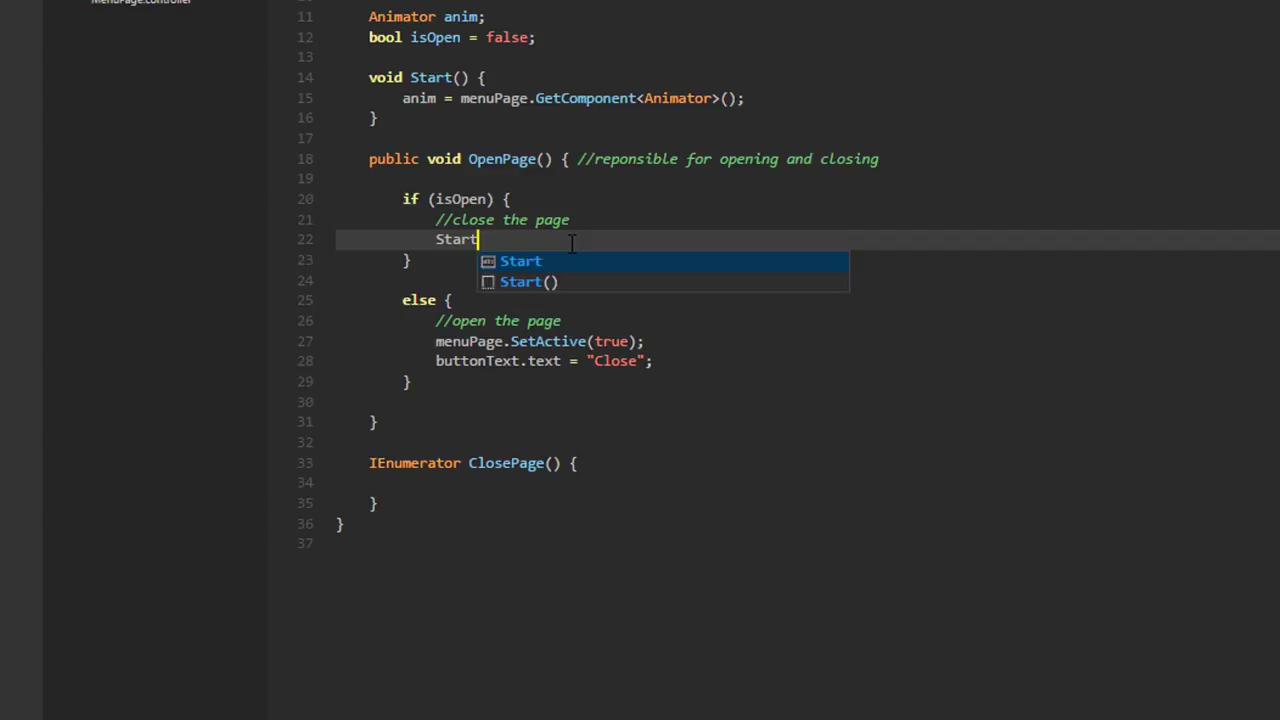 MenuPage.controller
11 Animator anim;
12 bool isOpen = false;
13
14 void Start() {
15 anim = menuPage.GetComponent<Animator>();
16 }
17
18 public void OpenPage() { //reponsible for opening and closing
19
20 if (isOpen) {
21 //close the page
22 Start
23 }
Start
Start()
24
25 else {
26 //open the page
27 menuPage.SetActive(true);
28 buttonText.text = "Close";
29 }
30
31 }
32
33 IEnumerator ClosePage() {
34
35 }
36 }
37